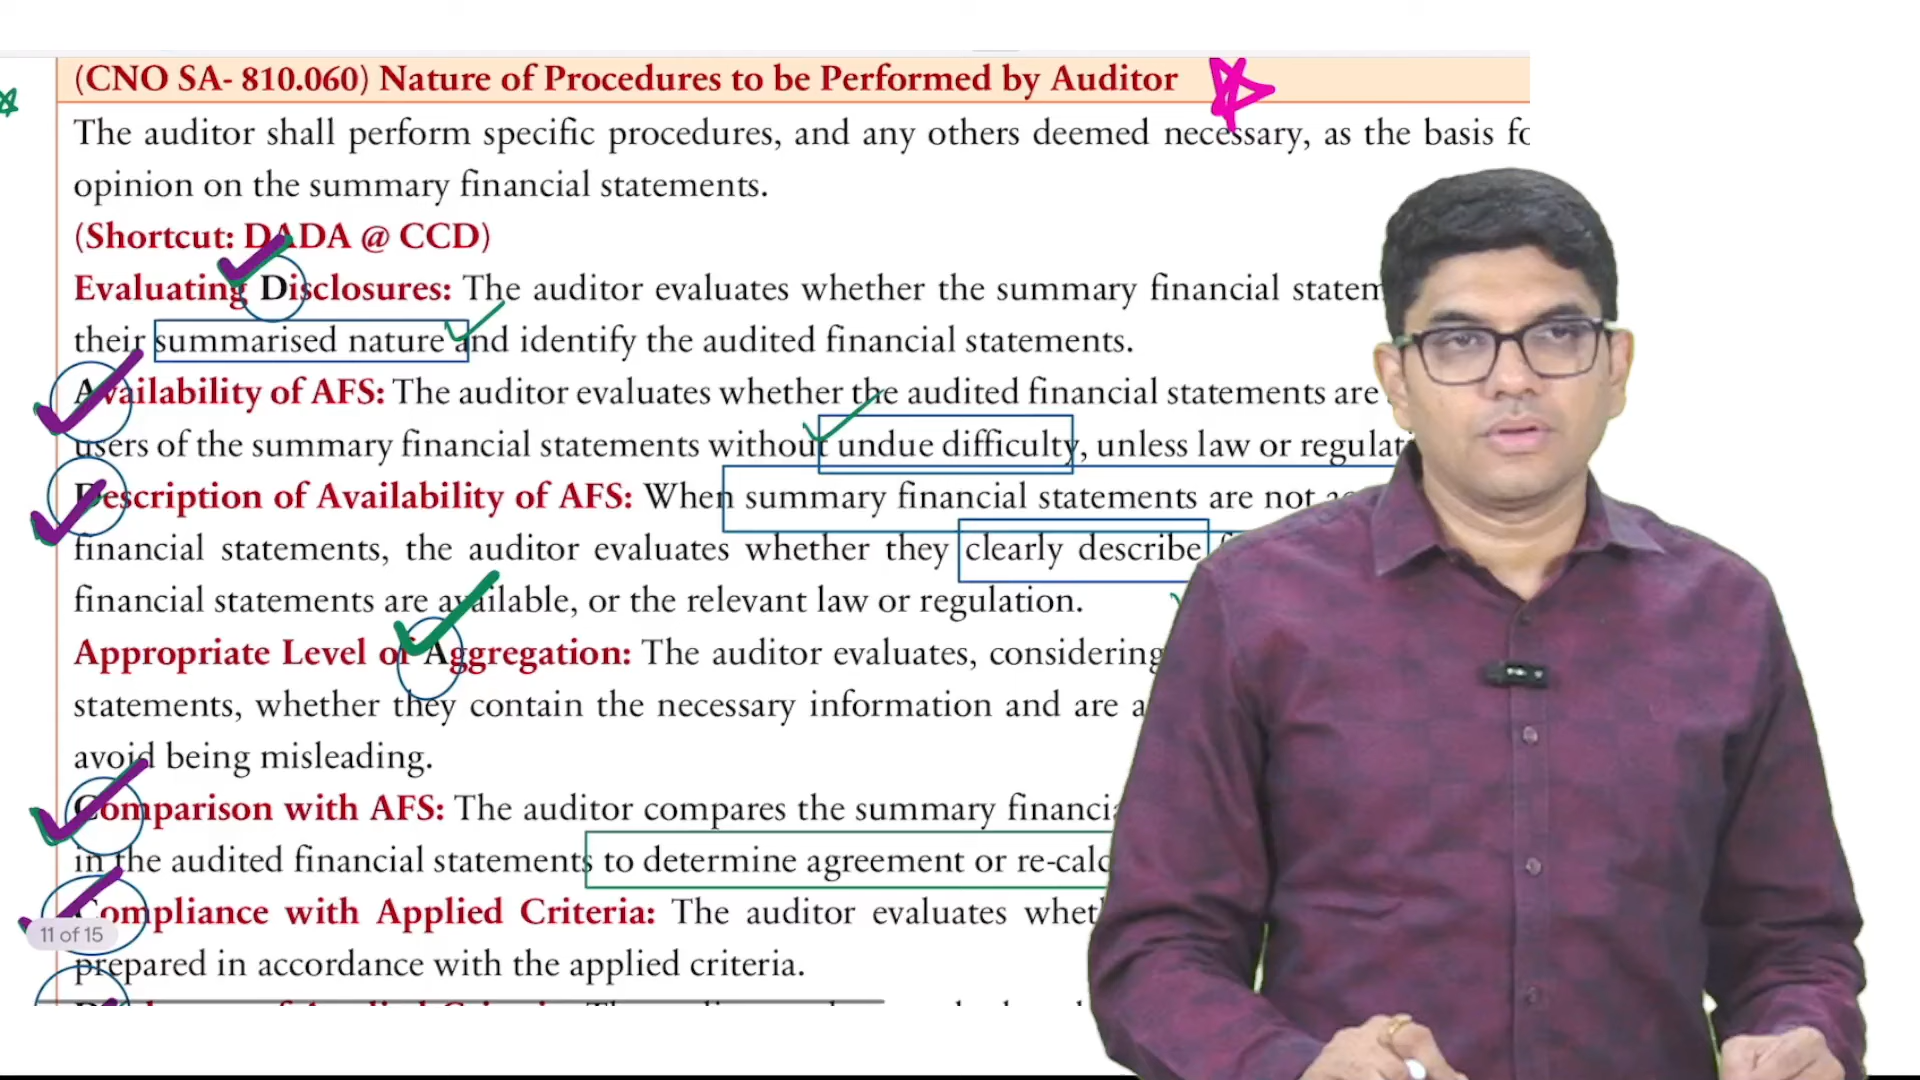 (CNO SA- 810.060) Nature of Procedures to be Performed by Auditor
The auditor shall perform specific procedures, and any others deemed necessary, as the basis
opinion on the summary financial statements.
(Shortcut: DADA @ CCD)
Evaluating Disclosures: The auditor evaluates whether the summary financial statem
their summarised nature and identify the audited financial statements.
Availability of AFS: The auditor evaluates whether the audited financial statements are
users of the summary financial statements without undue difficulty, unless law or regulati
Description of Availability of AFS: When summary financial statements are not
financial statements, the auditor evaluates whether they clearly describe
financial statements are available, or the relevant law or regulation.
Appropriate Level of Aggregation: The auditor evaluates, considering
statements, whether they contain the necessary information and are
avoid being misleading.
Comparison with AFS: The auditor compares the summary financia
in the audited financial statements to determine agreement or re-calc
Compliance with Applied Criteria: The auditor evaluates whet
11 of 15
prepared in accordance with the applied criteria.